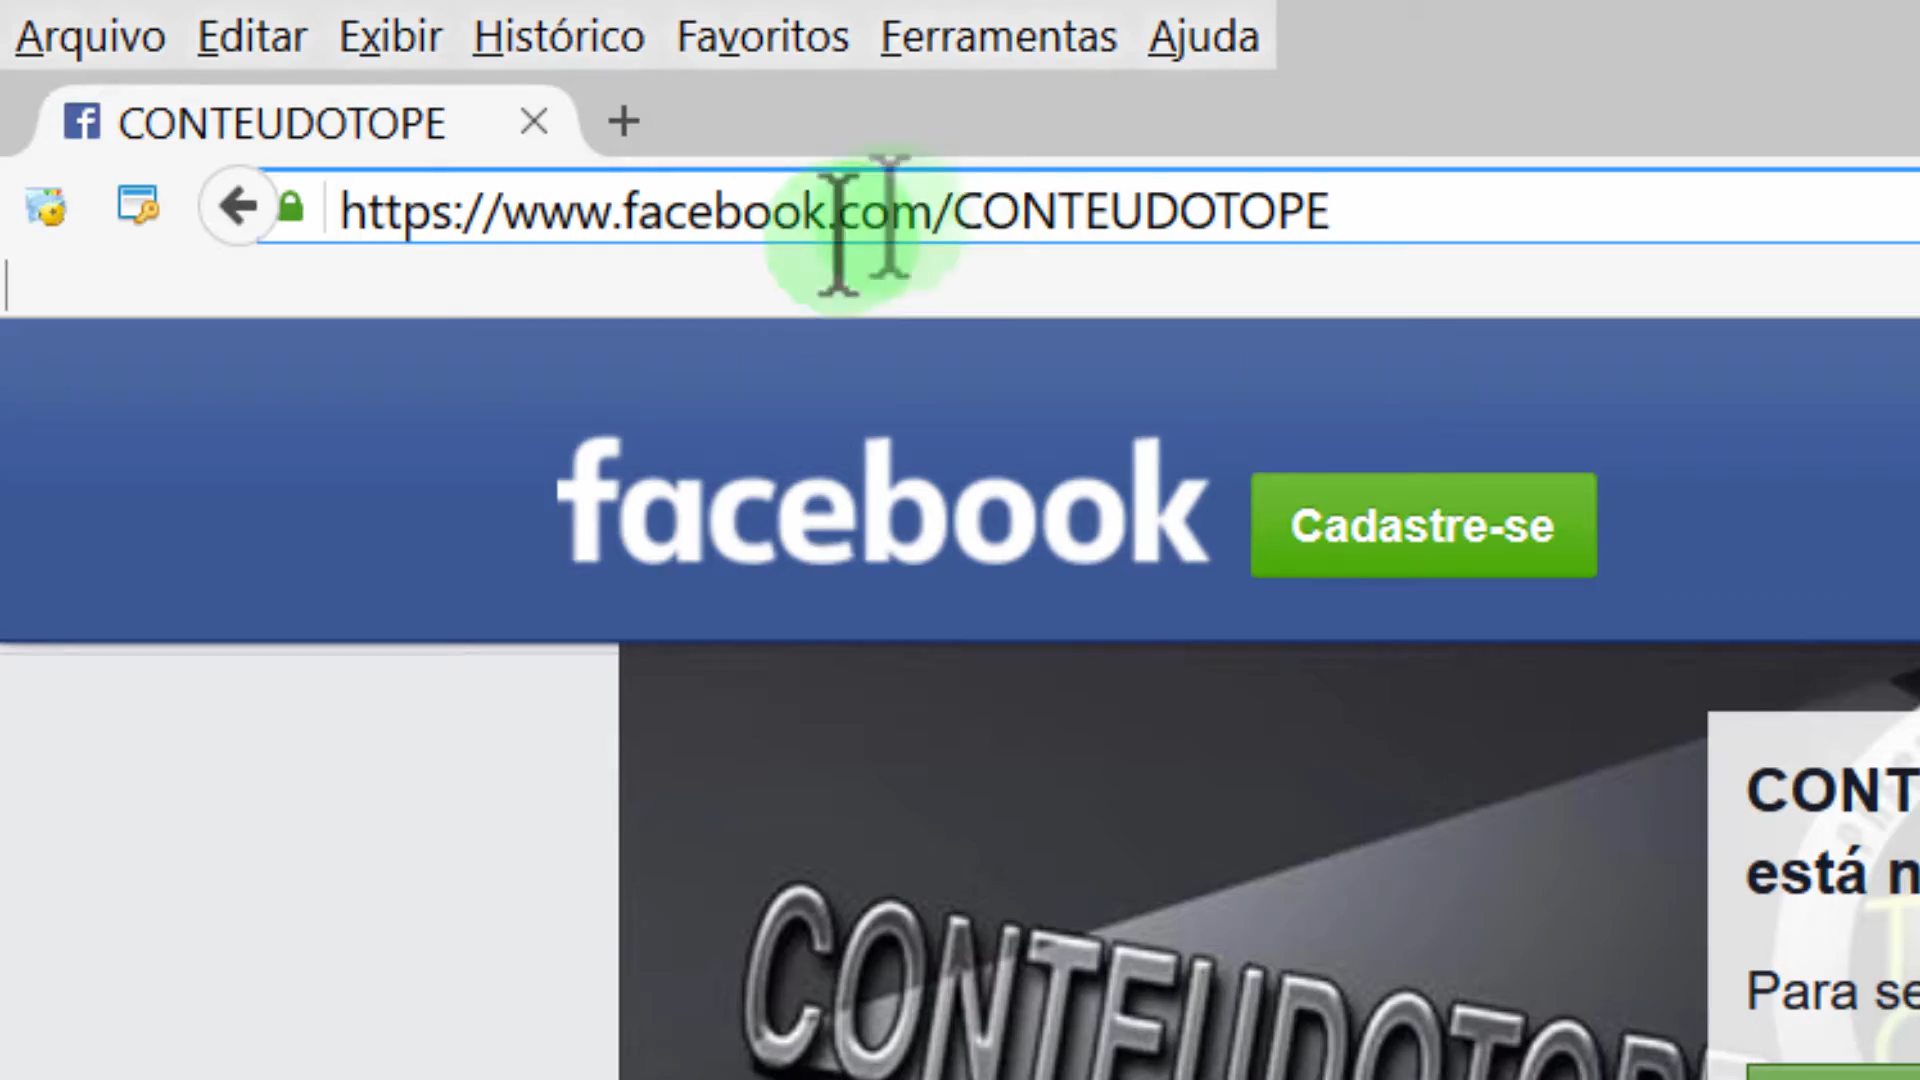 Arquivo Editar Exibir Histórico Favoritos Ferramentas Ajuda
CONTEUDOTOPE
https://www.facebook.com/CONTEUDOTOPE
facebook
Cadastre-se
CONT
está n
Para se
CONTEUDOTOPE